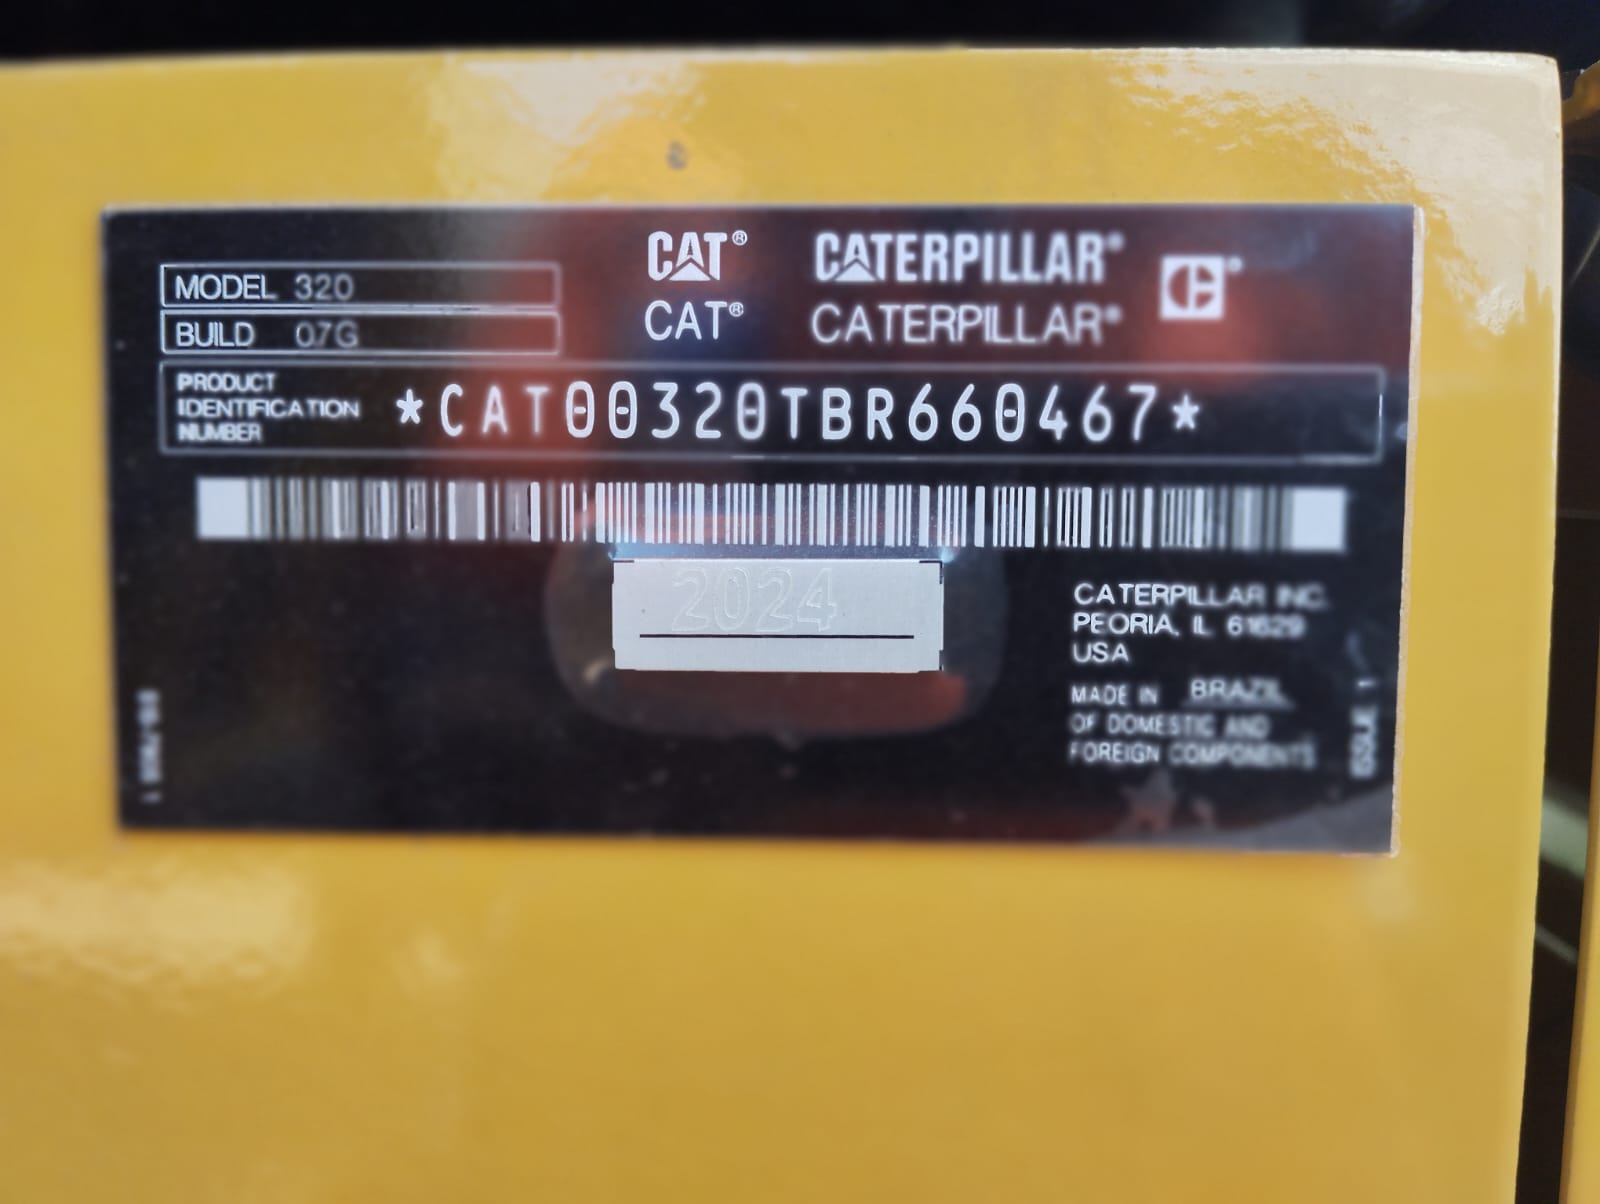 CAT® CATERPILLAR®
MODEL 320
CAT® CATERPILLAR®
BUILD 07G
PRODUCT IDENTIFICATION NUMBER
*CAT00320TBR660467*
2024
CATERPILLAR INC.
PEORIA, IL 61629
USA
MADE IN BRAZIL
OF DOMESTIC AND
FOREIGN COMPONENTS
ISSUE 1